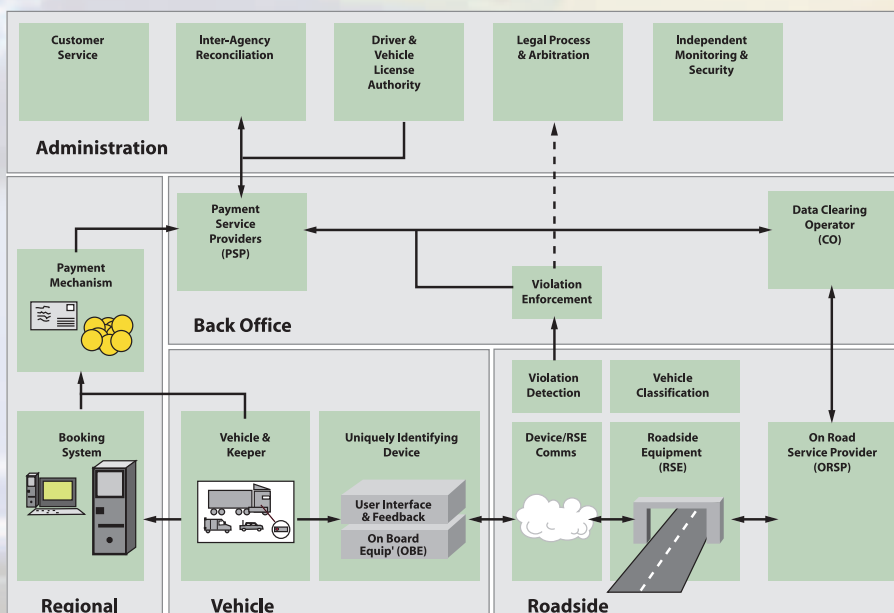 Customer
Service
Inter-Agency
Reconciliation
Driver &
Vehicle
License
Authority
Legal Process
& Arbitration
Independent
Monitoring &
Security
Administration
Payment
Service
Providers
(PSP)
Data Clearing
Operator
(CO)
Payment
Mechanism
Violation
Enforcement
Back Office
Violation
Detection
Vehicle
Classification
Booking
System
Vehicle &
Keeper
Uniquely Identifying
Device
User Interface
& Feedback
On Board
Equip' (OBE)
Device/RSE
Comms
Roadside
Equipment
(RSE)
On Road
Service Provider
(ORSP)
Regional
Vehicle
Roadside